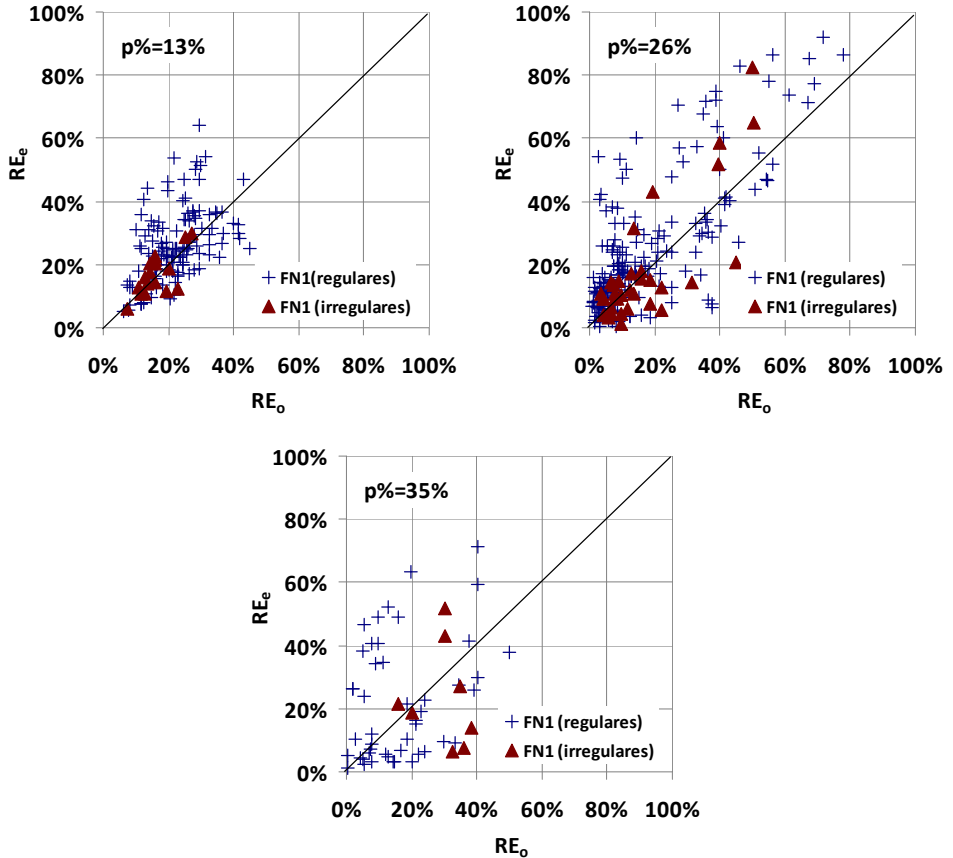 p%=13%
100%
80%
60%
40%
20%
0%
REe
FN1(regulares)
FN1 (irregulares)
0% 20% 40% 60% 80% 100%
REo
p%=26%
100%
80%
60%
40%
20%
0%
REe
FN1 (regulares)
FN1 (irregulares)
0% 20% 40% 60% 80% 100%
REo
p%=35%
100%
80%
60%
40%
20%
0%
REe
FN1 (regulares)
FN1 (irregulares)
0% 20% 40% 60% 80% 100%
REo